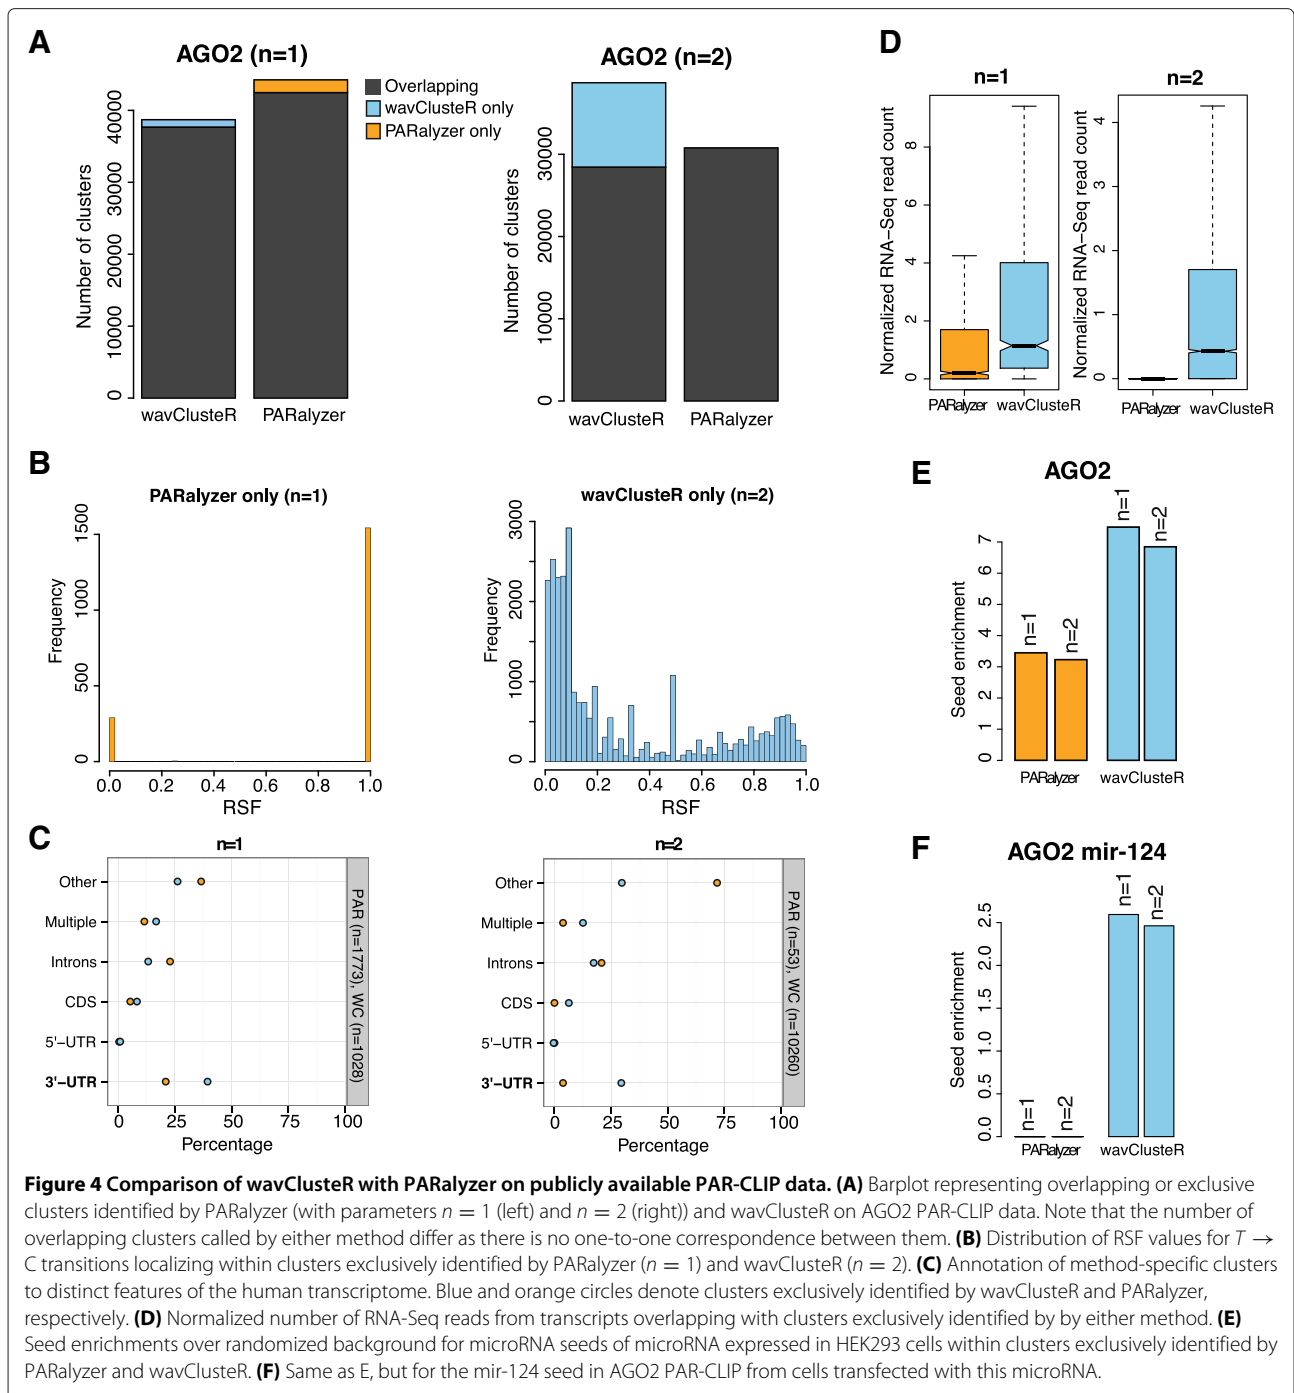 A
AGO2 (n=1)
Number of clusters
0
10000
20000
30000
40000
wavClusteR
PARalyzer
Overlapping
wavClusteR only
PARalyzer only
AGO2 (n=2)
Number of clusters
0
10000
20000
30000
wavClusteR
PARalyzer
D
n=1
Normalized RNA−Seq read count
0
2
4
6
8
PARalyzer
wavClusteR
n=2
Normalized RNA−Seq read count
0
1
2
3
4
PARalyzer
wavClusteR
B
PARalyzer only (n=1)
Frequency
0
500
1000
1500
0.0 0.2 0.4 0.6 0.8 1.0
RSF
wavClusteR only (n=2)
Frequency
0
1000
2000
3000
0.0 0.2 0.4 0.6 0.8 1.0
RSF
E
AGO2
Seed enrichment
0
1
2
3
4
5
6
7
n=1
n=2
n=1
n=2
PARalyzer
wavClusteR
C
n=1
Other
Multiple
Introns
CDS
5'−UTR
3'−UTR
0 25 50 75 100
Percentage
PAR (n=1773), WC (n=1028)
n=2
Other
Multiple
Introns
CDS
5'−UTR
3'−UTR
0 25 50 75 100
Percentage
PAR (n=53), WC (n=10260)
F
AGO2 mir-124
Seed enrichment
0.0
0.5
1.0
1.5
2.0
2.5
n=1
n=2
n=1
n=2
PARalyzer
wavClusteR
Figure 4 Comparison of wavClusteR with PARalyzer on publicly available PAR-CLIP data. (A) Barplot representing overlapping or exclusive
clusters identified by PARalyzer (with parameters n = 1 (left) and n = 2 (right)) and wavClusteR on AGO2 PAR-CLIP data. Note that the number of
overlapping clusters called by either method differ as there is no one-to-one correspondence between them. (B) Distribution of RSF values for T →
C transitions localizing within clusters exclusively identified by PARalyzer (n = 1) and wavClusteR (n = 2). (C) Annotation of method-specific clusters
to distinct features of the human transcriptome. Blue and orange circles denote clusters exclusively identified by wavClusteR and PARalyzer,
respectively. (D) Normalized number of RNA-Seq reads from transcripts overlapping with clusters exclusively identified by by either method. (E)
Seed enrichments over randomized background for microRNA seeds of microRNA expressed in HEK293 cells within clusters exclusively identified by
PARalyzer and wavClusteR. (F) Same as E, but for the mir-124 seed in AGO2 PAR-CLIP from cells transfected with this microRNA.